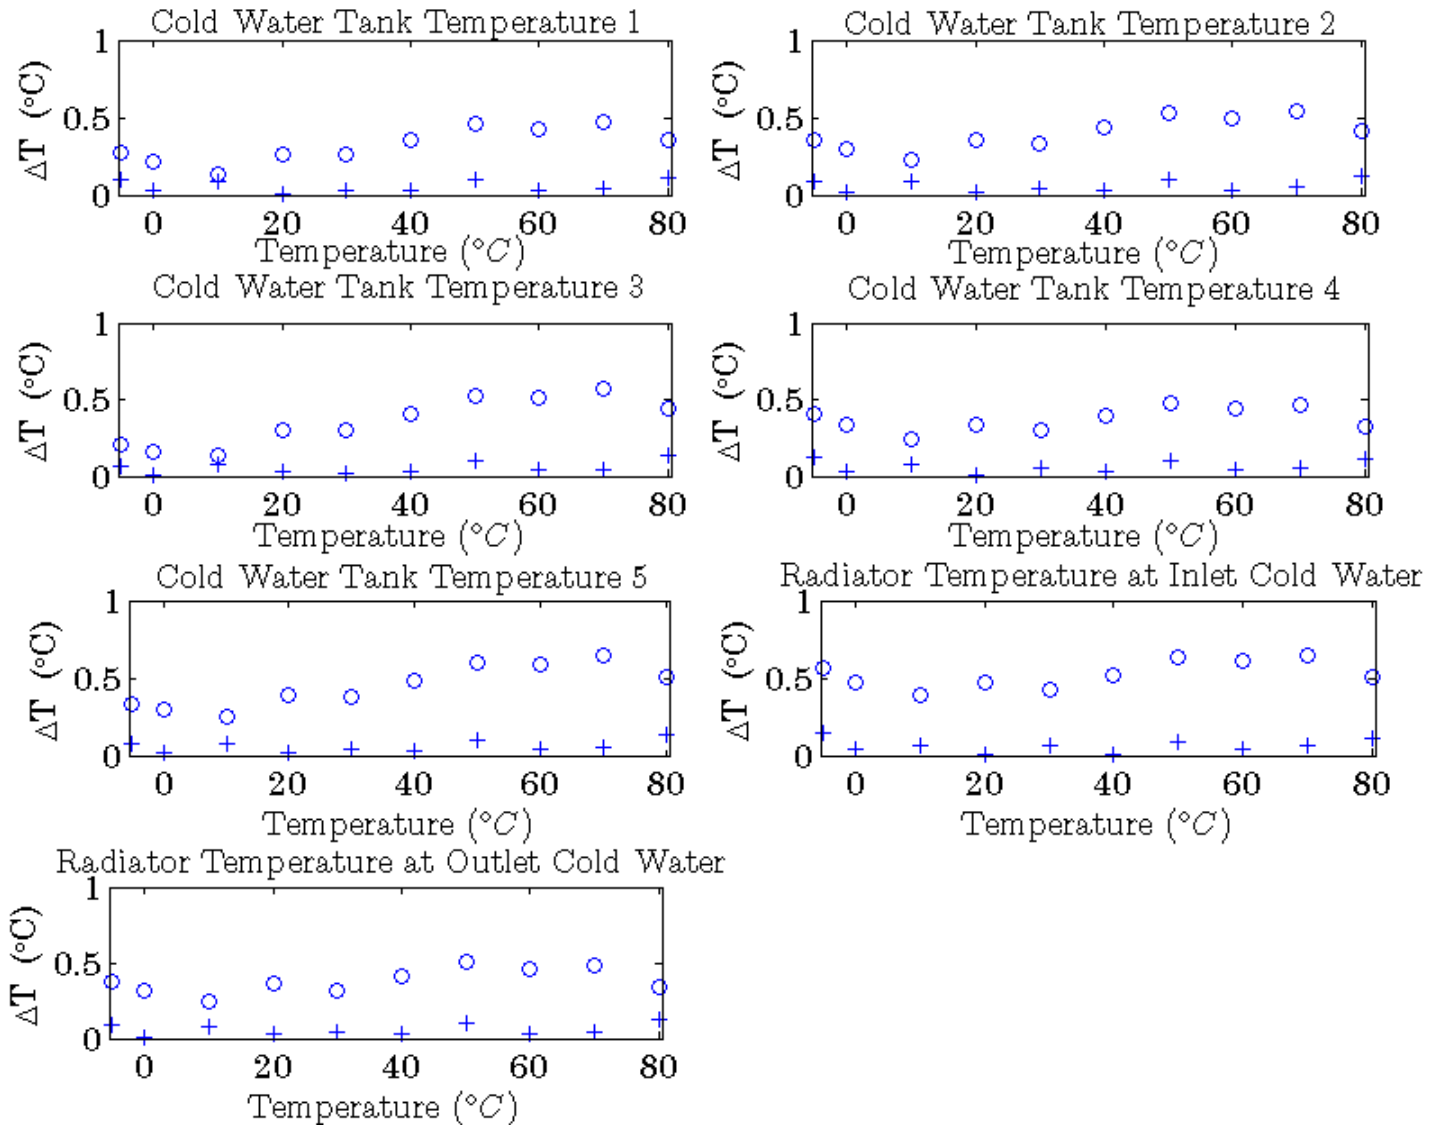 Cold Water Tank Temperature 1
1
0.5
0
ΔT (°C)
0 20 40 60 80
Temperature (°C)
Cold Water Tank Temperature 2
1
0.5
0
ΔT (°C)
0 20 40 60 80
Temperature (°C)
Cold Water Tank Temperature 3
1
0.5
0
ΔT (°C)
0 20 40 60 80
Temperature (°C)
Cold Water Tank Temperature 4
1
0.5
0
ΔT (°C)
0 20 40 60 80
Temperature (°C)
Cold Water Tank Temperature 5
1
0.5
0
ΔT (°C)
0 20 40 60 80
Temperature (°C)
Radiator Temperature at Inlet Cold Water
1
0.5
0
ΔT (°C)
0 20 40 60 80
Temperature (°C)
Radiator Temperature at Outlet Cold Water
1
0.5
0
ΔT (°C)
0 20 40 60 80
Temperature (°C)